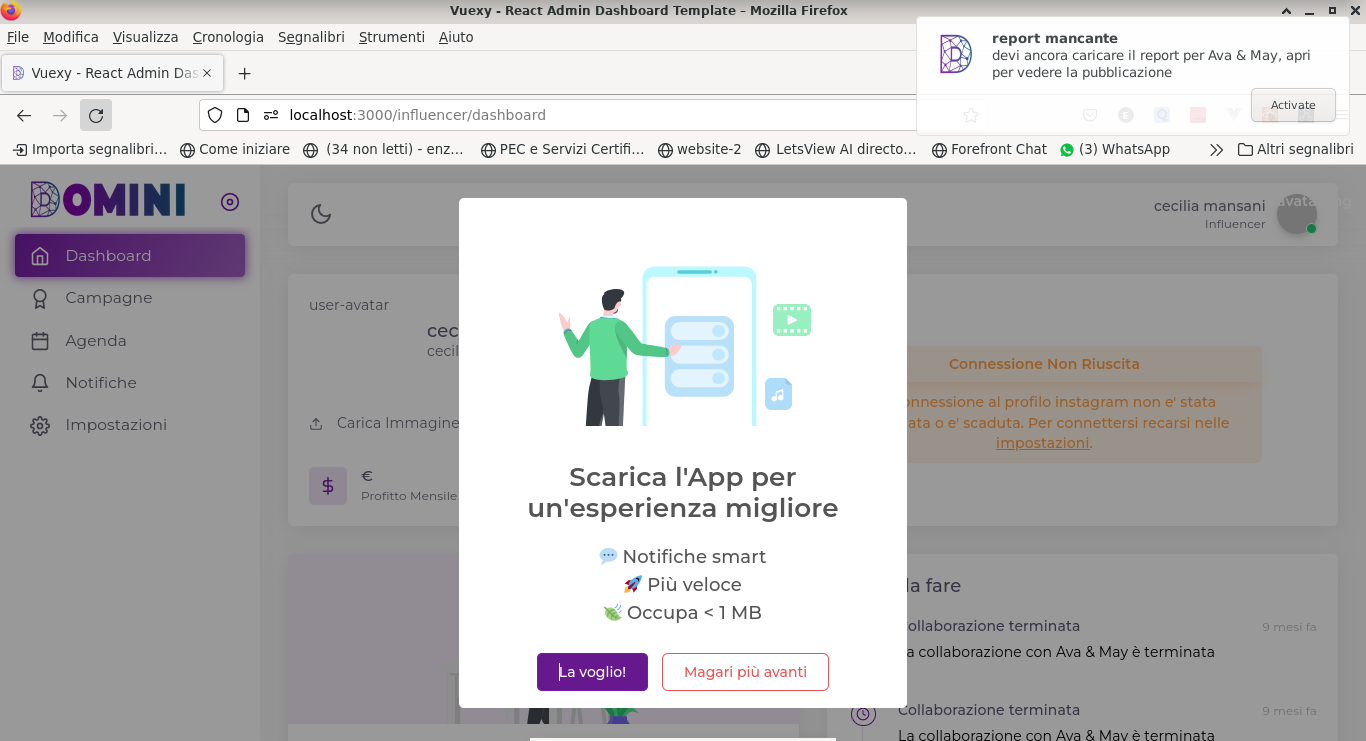 Vuexy - React Admin Dashboard Template – Mozilla Firefox
File Modifica Visualizza Cronologia Segnalibri Strumenti Aiuto
report mancante
devi ancora caricare il report per Ava & May, apri
per vedere la pubblicazione
Activate
Vuexy - React Admin Das
localhost:3000/influencer/dashboard
Importa segnalibri… Come iniziare (34 non letti) - enz… PEC e Servizi Certifi… website-2 LetsView AI directo… Forefront Chat (3) WhatsApp Altri segnalibri
DOMINI
Dashboard
Campagne
Agenda
Notifiche
Impostazioni
cecilia mansani
Influencer
user-avatar
cec
cecil
Carica Immagine
$
€
Profitto Mensile
Connessione Non Riuscita
onnessione al profilo instagram non e' stata
ata o e' scaduta. Per connettersi recarsi nelle
impostazioni.
Scarica l'App per
un'esperienza migliore
Notifiche smart
Più veloce
Occupa < 1 MB
La voglio! Magari più avanti
da fare
Collaborazione terminata 9 mesi fa
La collaborazione con Ava & May è terminata
Collaborazione terminata 9 mesi fa
La collaborazione con Ava & May è terminata